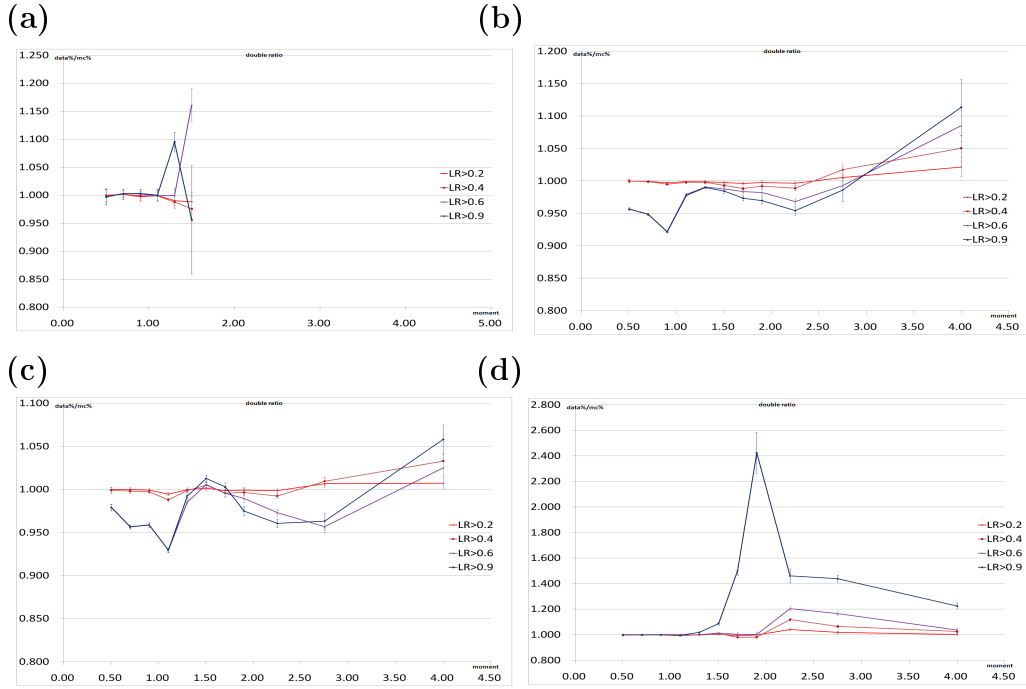 (a)
double ratio
data%/mc%
1.250
1.200
1.150
1.100
1.050
1.000
0.950
0.900
0.850
0.800
LR>0.2
LR>0.4
LR>0.6
LR>0.9
moment
0.00 1.00 2.00 3.00 4.00 5.00
(b)
double ratio
data%/mc%
1.200
1.150
1.100
1.050
1.000
0.950
0.900
0.850
0.800
LR>0.2
LR>0.4
LR>0.6
LR>0.9
moment
0.00 0.50 1.00 1.50 2.00 2.50 3.00 3.50 4.00 4.50
(c)
double ratio
data%/mc%
1.100
1.050
1.000
0.950
0.900
0.850
0.800
LR>0.2
LR>0.4
LR>0.6
LR>0.9
moment
0.00 0.50 1.00 1.50 2.00 2.50 3.00 3.50 4.00 4.50
(d)
double ratio
data%/mc%
2.800
2.600
2.400
2.200
2.000
1.800
1.600
1.400
1.200
1.000
0.800
LR>0.2
LR>0.4
LR>0.6
LR>0.9
moment
0.00 0.50 1.00 1.50 2.00 2.50 3.00 3.50 4.00 4.50